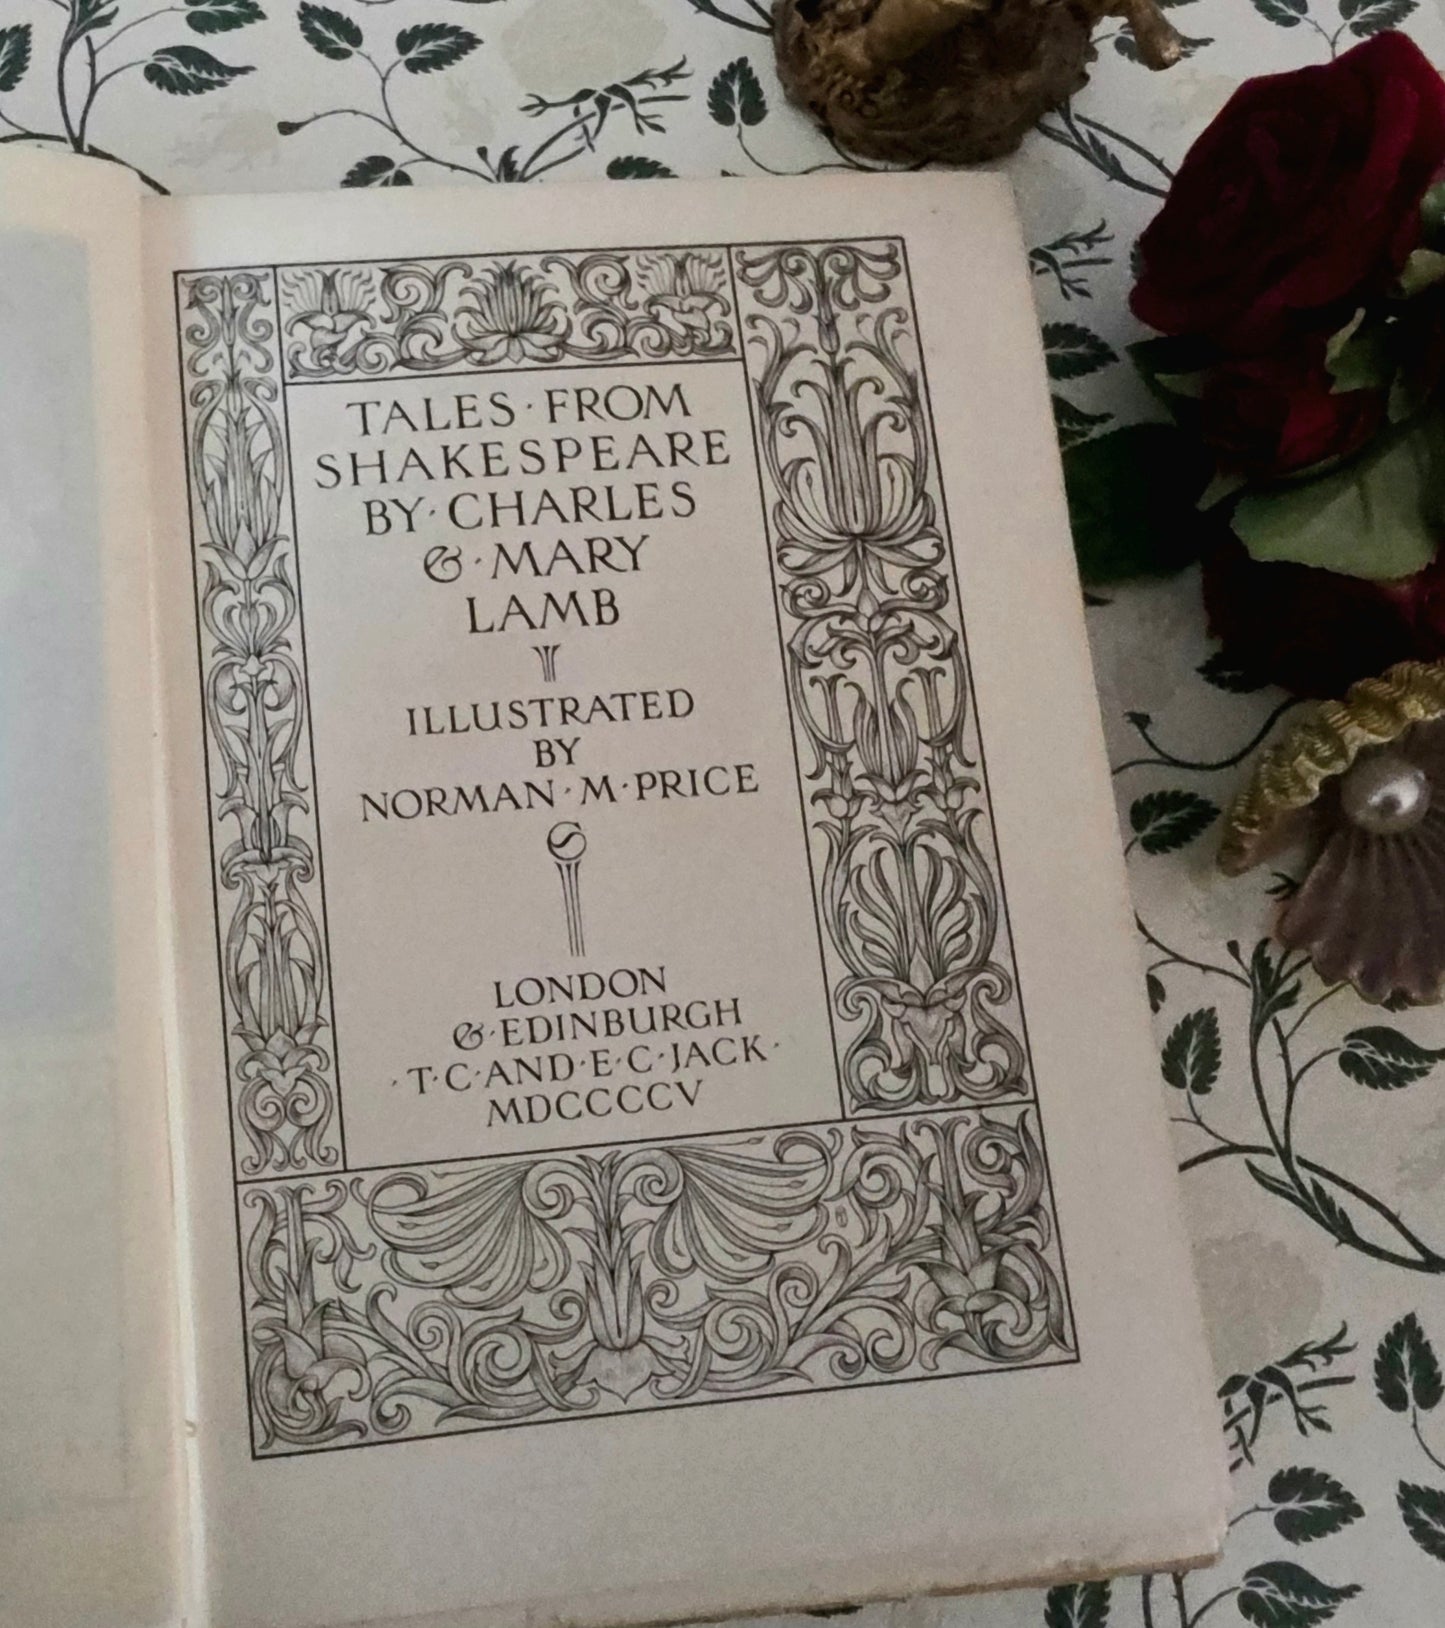 TALES·FROM
SHAKESPEARE
BY·CHARLES
&·MARY
LAMB
ILLUSTRATED
BY
NORMAN·M·PRICE
LONDON
&·EDINBURGH
·T·C·AND·E·C·JACK·
MDCCCCV